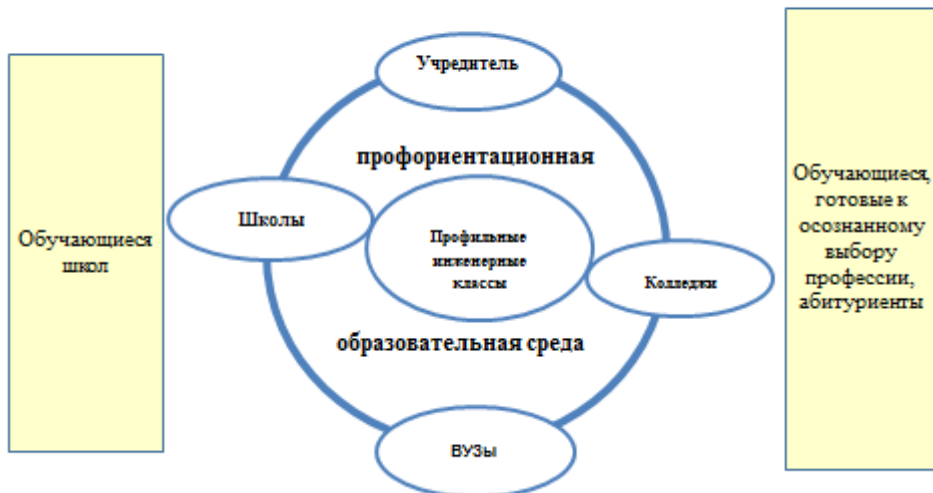 Учредитель
профориентационная
Обучающиеся
школ
Школы
Профильные
инженерные
классы
Колледжи
образовательная среда
ВУЗы
Обучающиеся,
готовые к
осознанному
выбору
профессии,
абитуриенты